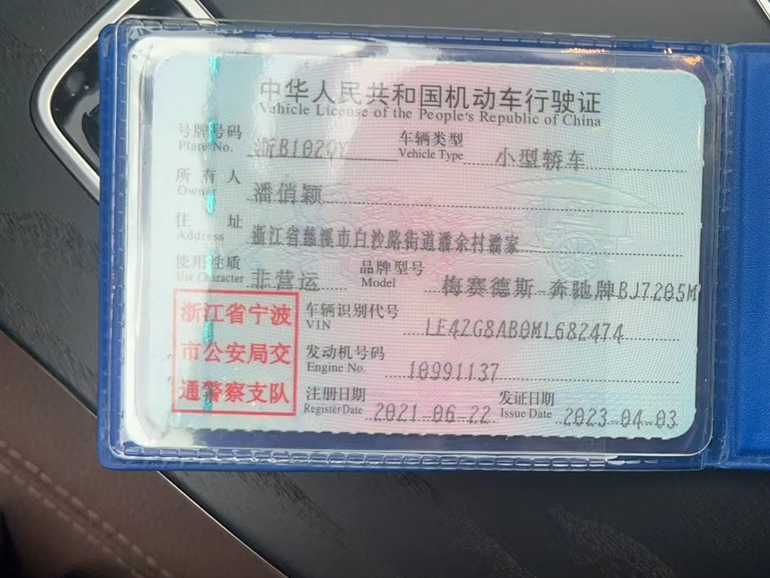 中华人民共和国机动车行驶证
Vehicle License of the People's Republic of China
号牌号码 浙B102QY 车辆类型 小型轿车
Plate No. Vehicle Type
所有人 潘俏颖
Owner
住址 浙江省慈溪市白沙路街道潘余村潘家
Address
使用性质 非营运 品牌型号 梅赛德斯-奔驰牌BJ7205M
Use Character Model
浙江省宁波
市公安局交
通警察支队
车辆识别代号 LE4ZG8AB0ML682474
VIN
发动机号码 10991137
Engine No.
注册日期 2021-06-22 发证日期 2023-04-03
Register Date Issue Date